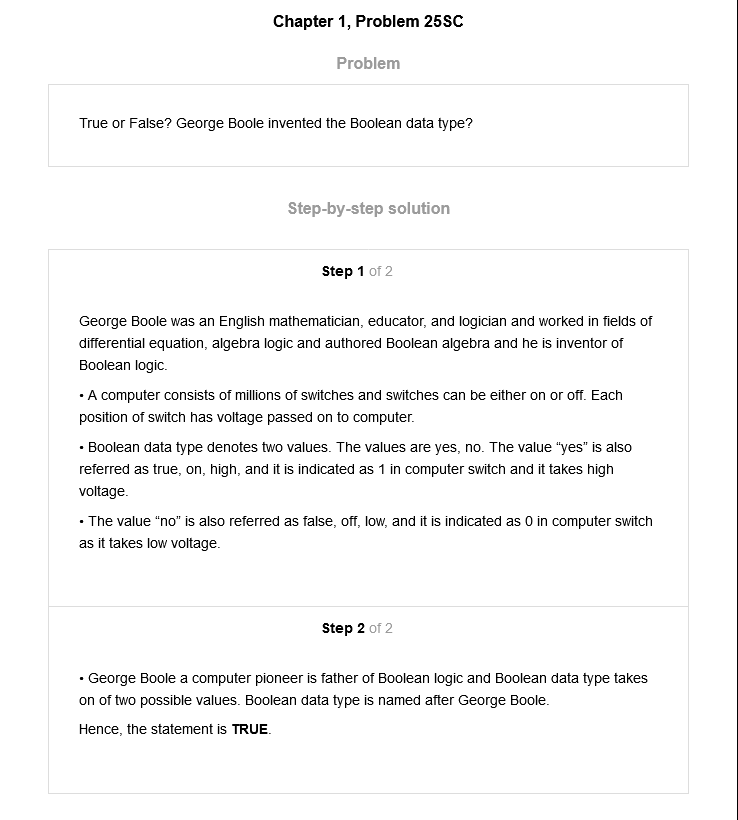 Chapter 1, Problem 25SC
Problem
True or False? George Boole invented the Boolean data type?
Step-by-step solution
Step 1 of 2
George Boole was an English mathematician, educator, and logician and worked in fields of
differential equation, algebra logic and authored Boolean algebra and he is inventor of
Boolean logic.
• A computer consists of millions of switches and switches can be either on or off. Each
position of switch has voltage passed on to computer.
• Boolean data type denotes two values. The values are yes, no. The value “yes” is also
referred as true, on, high, and it is indicated as 1 in computer switch and it takes high
voltage.
• The value “no” is also referred as false, off, low, and it is indicated as 0 in computer switch
as it takes low voltage.
Step 2 of 2
• George Boole a computer pioneer is father of Boolean logic and Boolean data type takes
on of two possible values. Boolean data type is named after George Boole.
Hence, the statement is TRUE.